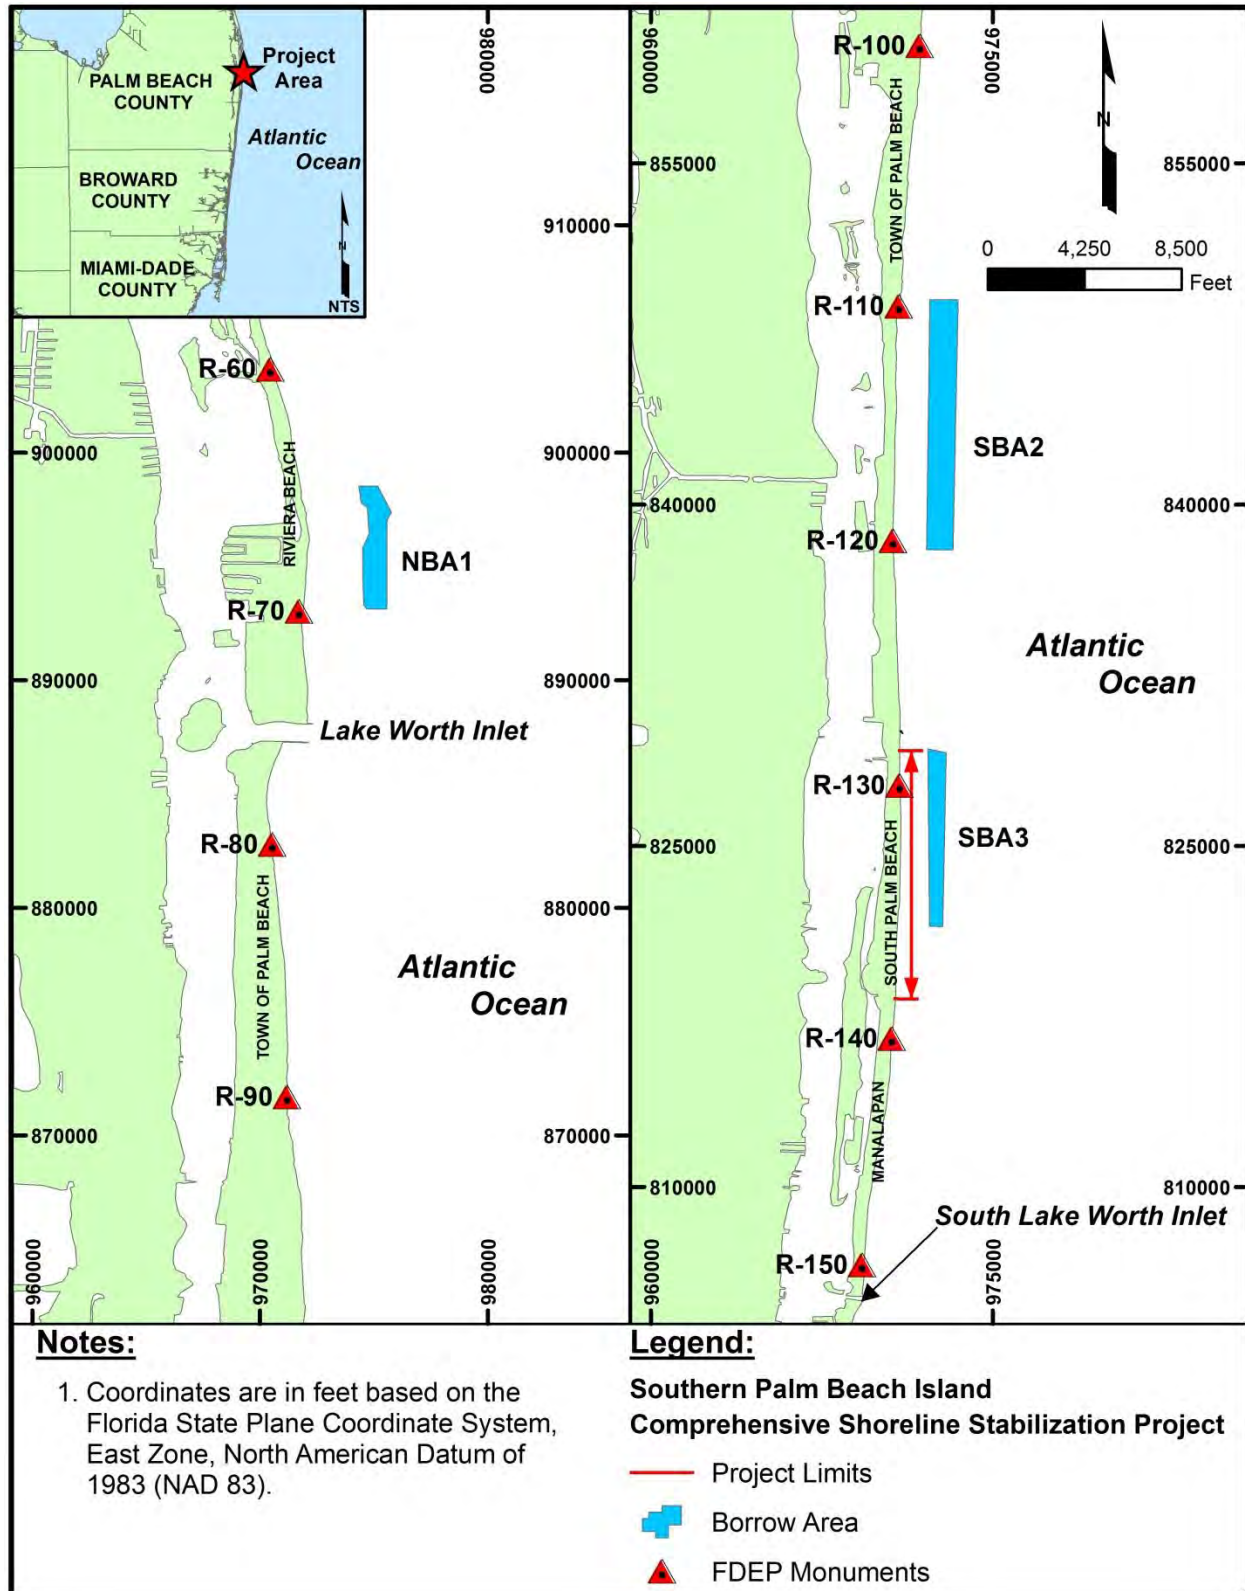 PALM BEACH
COUNTY
Project
Area
Atlantic
Ocean
BROWARD
COUNTY
MIAMI-DADE
COUNTY
N
NTS
980000
910000
R-60
900000
900000
RIVIERA BEACH
NBA1
R-70
890000
890000
Lake Worth Inlet
R-80
880000
880000
TOWN OF PALM BEACH
Atlantic
Ocean
R-90
870000
870000
960000
970000
980000
960000
R-100
975000
N
TOWN OF PALM BEACH
855000
855000
0 4,250 8,500
Feet
R-110
SBA2
840000
840000
R-120
Atlantic
Ocean
R-130
SOUTH PALM BEACH
SBA3
825000
825000
R-140
MANALAPAN
810000
810000
South Lake Worth Inlet
R-150
960000
975000
Notes:
1. Coordinates are in feet based on the
Florida State Plane Coordinate System,
East Zone, North American Datum of
1983 (NAD 83).
Legend:
Southern Palm Beach Island
Comprehensive Shoreline Stabilization Project
Project Limits
Borrow Area
FDEP Monuments